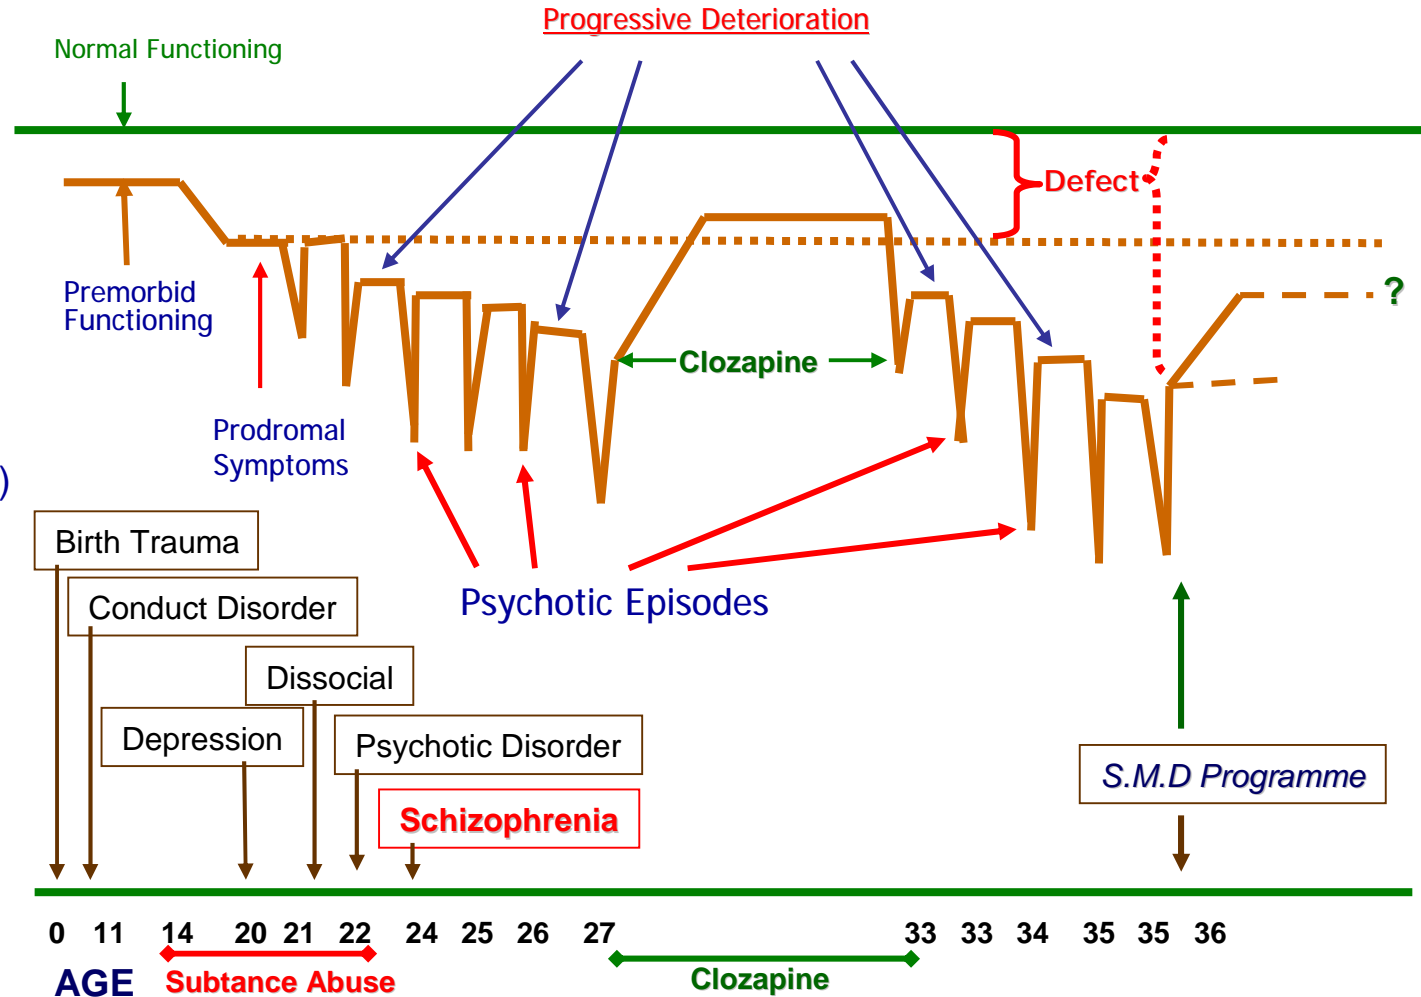 Progressive Deterioration
Normal Functioning
Defect
Premorbid
Functioning
?
Clozapine
Prodromal
Symptoms
)
Birth Trauma
Psychotic Episodes
Conduct Disorder
Dissocial
Depression
Psychotic Disorder
S.M.D Programme
Schizophrenia
0 11 14 20 21 22 24 25 26 27 33 33 34 35 35 36
AGE Subtance Abuse Clozapine